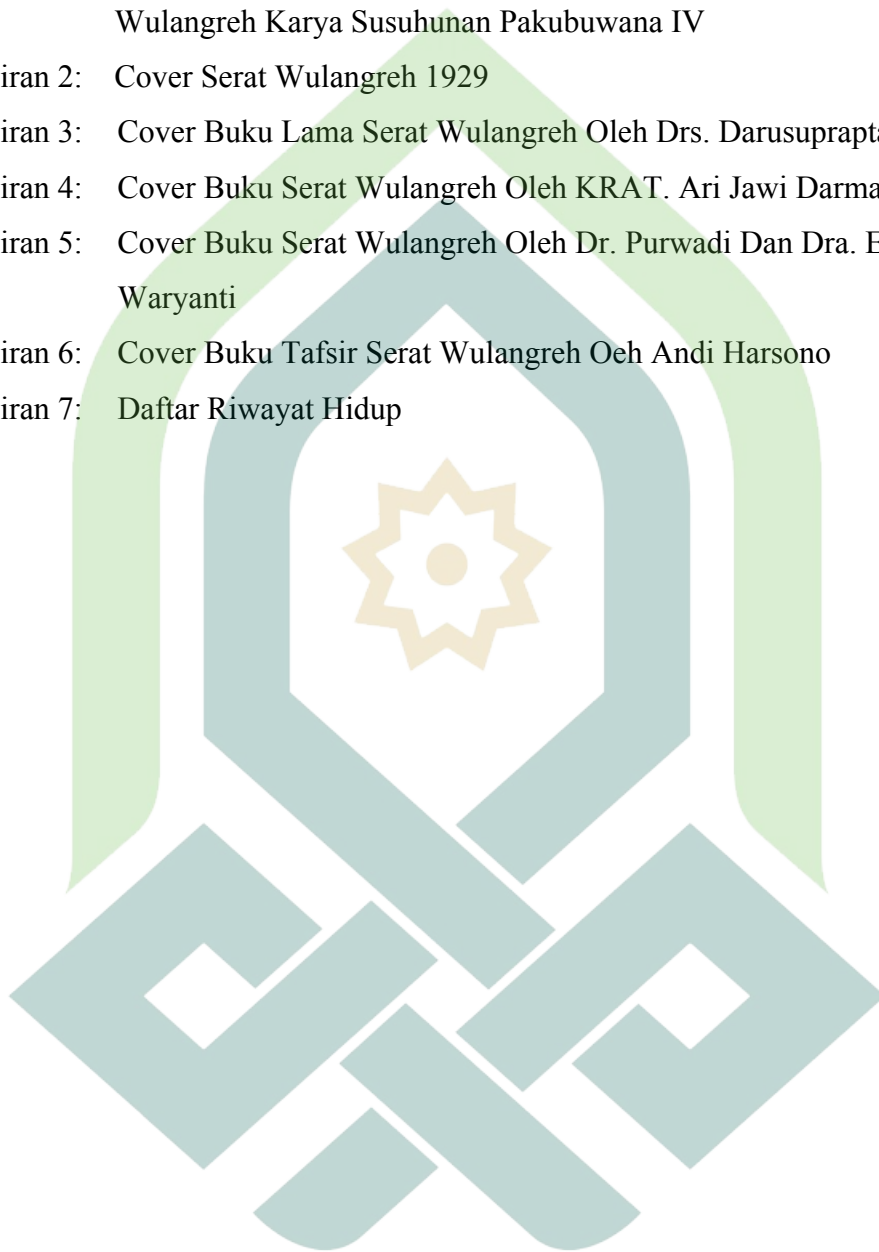 Wulangreh Karya Susuhunan Pakubuwana IV
iran 2: Cover Serat Wulangreh 1929
iran 3: Cover Buku Lama Serat Wulangreh Oleh Drs. Darusuprapta
iran 4: Cover Buku Serat Wulangreh Oleh KRAT. Ari Jawi Darma
iran 5: Cover Buku Serat Wulangreh Oleh Dr. Purwadi Dan Dra. E
Waryanti
iran 6: Cover Buku Tafsir Serat Wulangreh Oeh Andi Harsono
iran 7: Daftar Riwayat Hidup